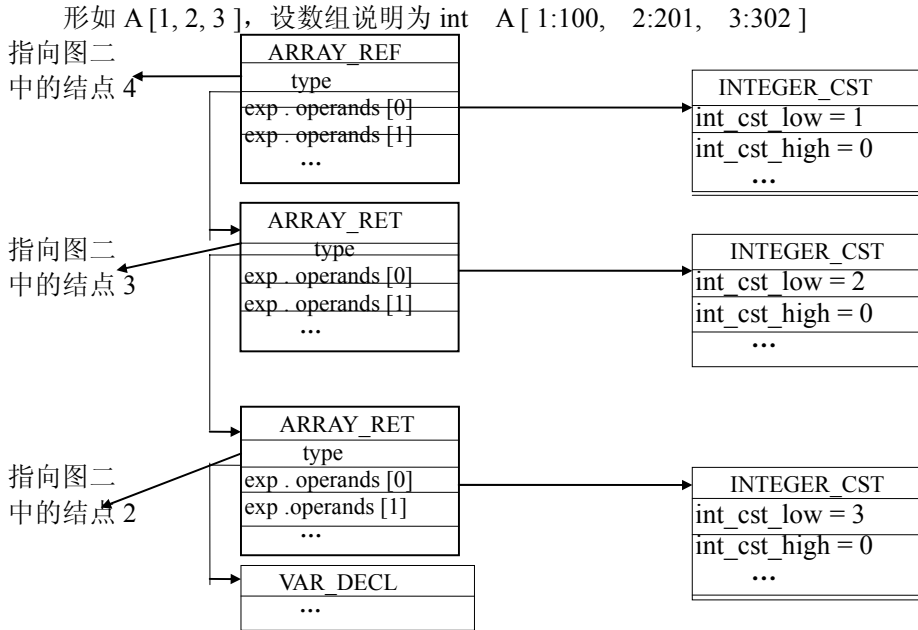 形如 A [1, 2, 3 ]，设数组说明为 int A [ 1:100, 2:201, 3:302 ]
指向图二
中的结点 4
ARRAY_REF
type
exp . operands [0]
exp . operands [1]
...
INTEGER_CST
int_cst_low = 1
int_cst_high = 0
...
指向图二
中的结点 3
ARRAY_RET
type
exp . operands [0]
exp . operands [1]
...
INTEGER_CST
int_cst_low = 2
int_cst_high = 0
...
指向图二
中的结点 2
ARRAY_RET
type
exp . operands [0]
exp .operands [1]
...
INTEGER_CST
int_cst_low = 3
int_cst_high = 0
...
VAR_DECL
...